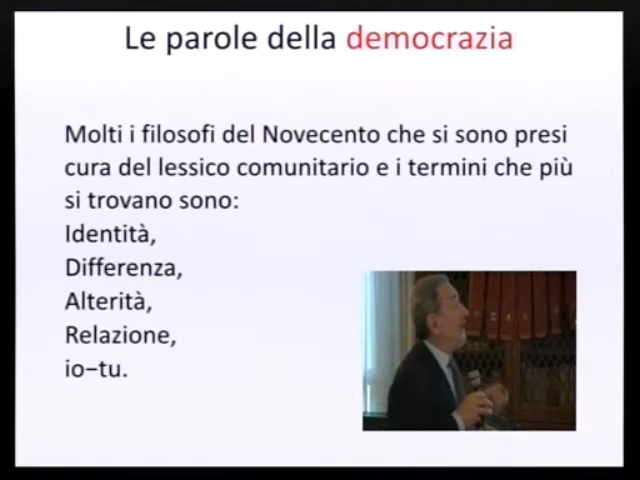 Le parole della democrazia
Molti i filosofi del Novecento che si sono presi
cura del lessico comunitario e i termini che più
si trovano sono:
Identità,
Differenza,
Alterità,
Relazione,
io–tu.